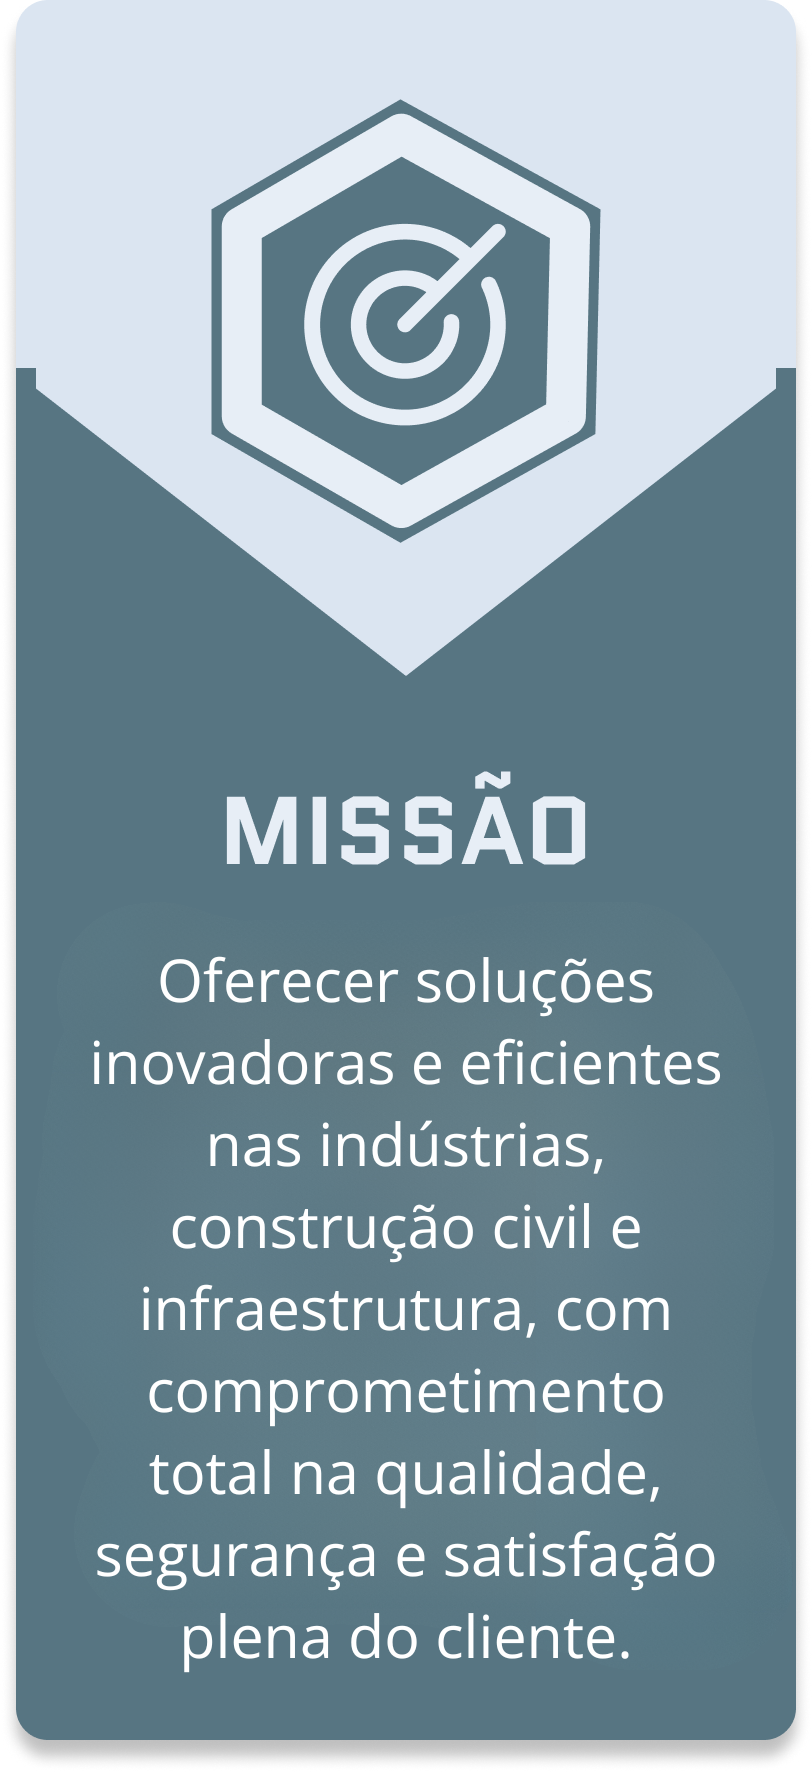 MISSÃO
Oferecer soluções
inovadoras e eficientes
nas indústrias,
construção civil e
infraestrutura, com
comprometimento
total na qualidade,
segurança e satisfação
plena do cliente.